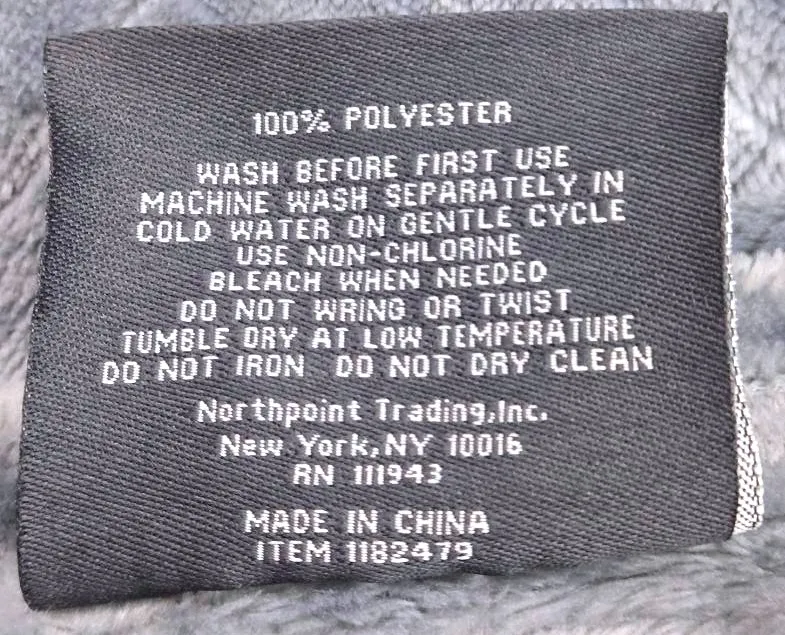 100% POLYESTER
WASH BEFORE FIRST USE
MACHINE WASH SEPARATELY IN
COLD WATER ON GENTLE CYCLE
USE NON-CHLORINE
BLEACH WHEN NEEDED
DO NOT WRING OR TWIST
TUMBLE DRY AT LOW TEMPERATURE
DO NOT IRON DO NOT DRY CLEAN
Northpoint Trading,Inc.
New York,NY 10016
RN 111943
MADE IN CHINA
ITEM 1182479